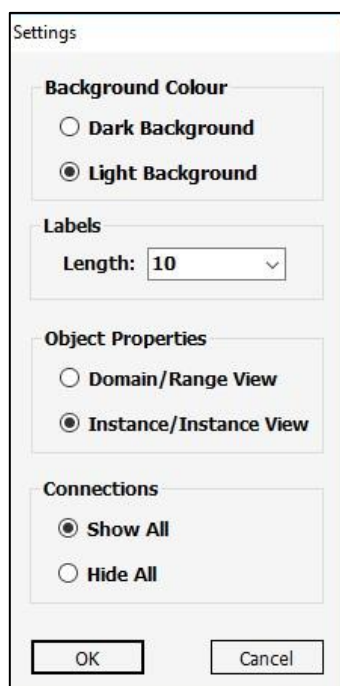 Settings
Background Colour
Dark Background
Light Background
Labels
Length: 10
Object Properties
Domain/Range View
Instance/Instance View
Connections
Show All
Hide All
OK Cancel